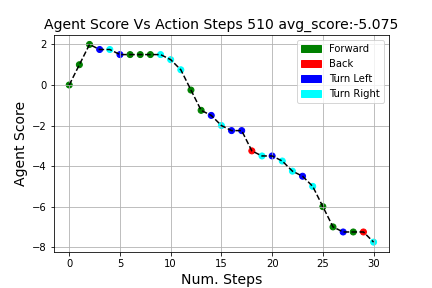 Agent Score Vs Action Steps 510 avg_score:-5.075
Forward
Back
Turn Left
Turn Right
Agent Score
2
0
−2
−4
−6
−8
0 5 10 15 20 25 30
Num. Steps